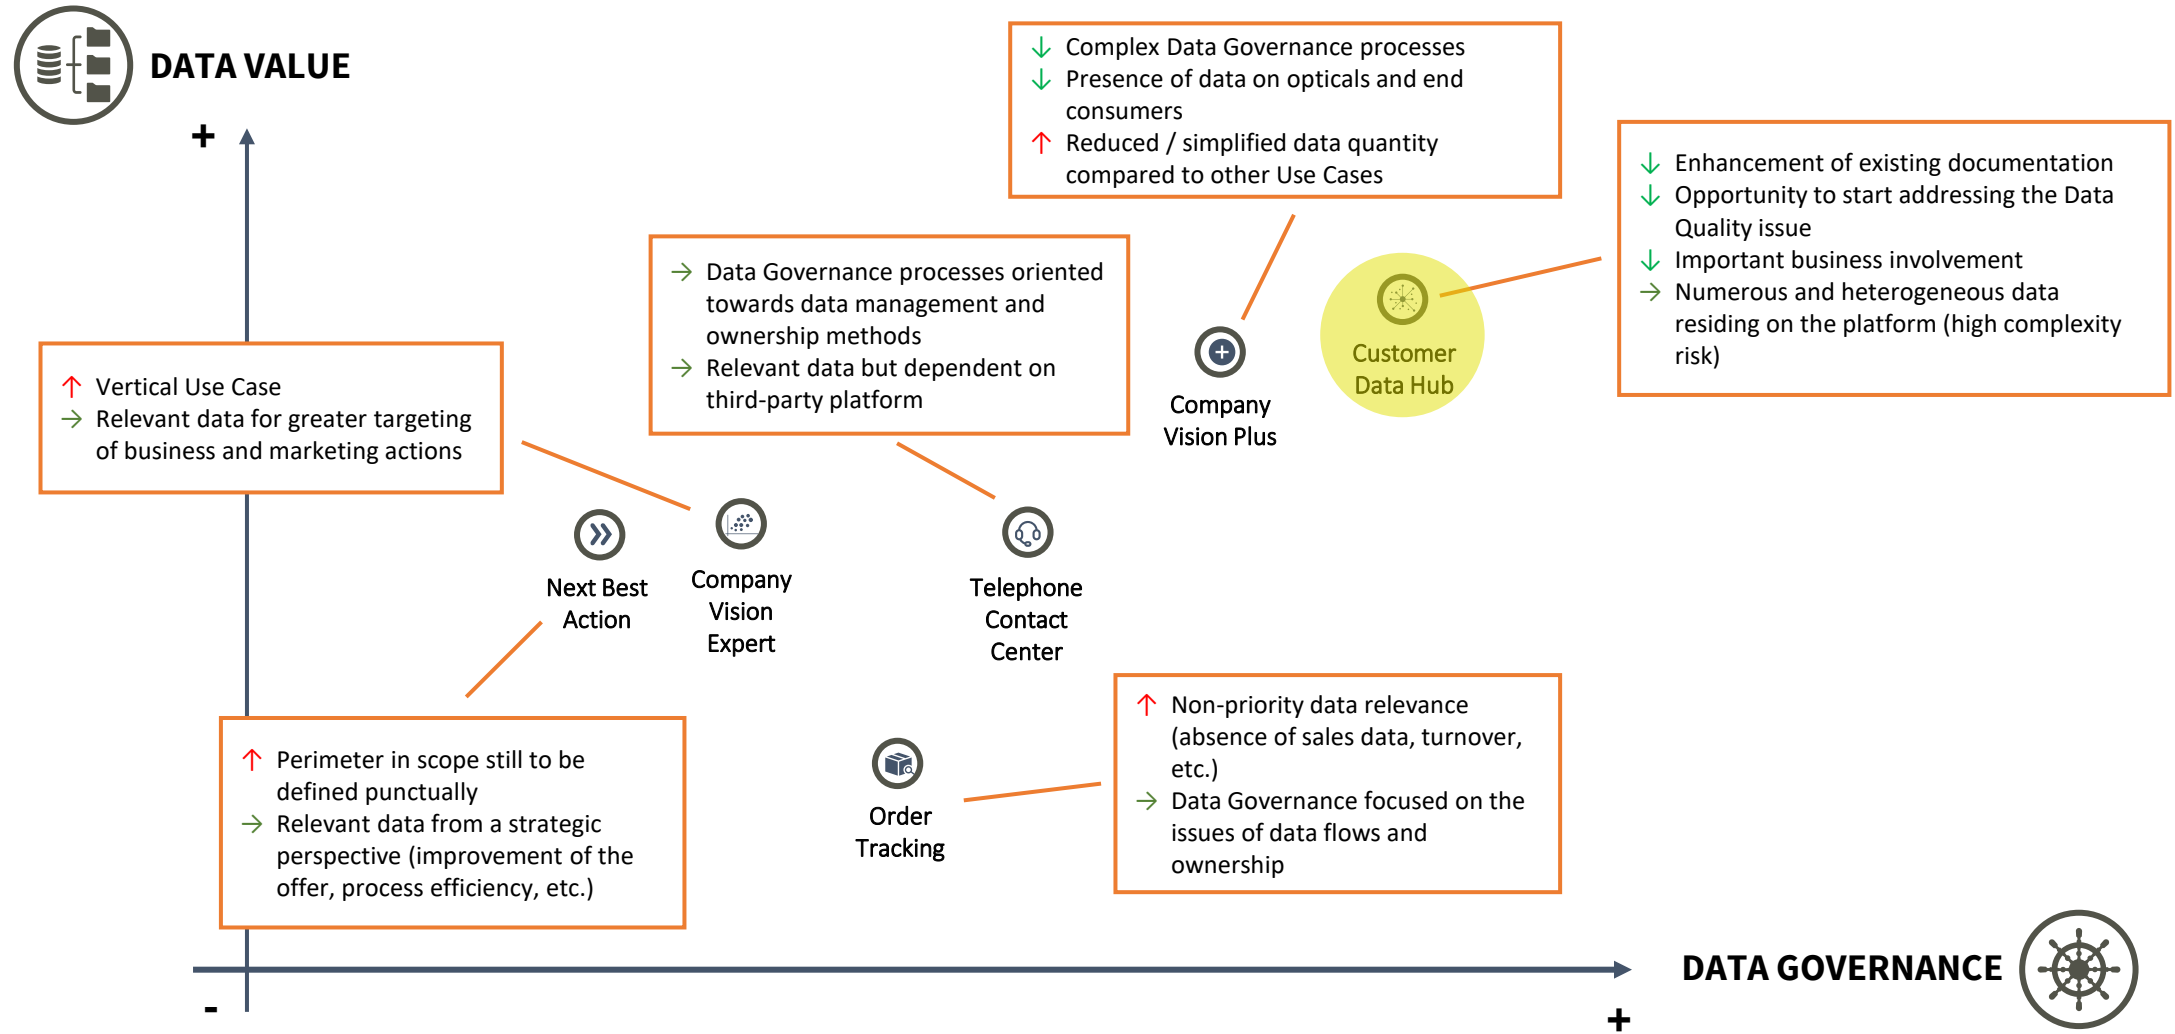 DATA VALUE
+
↓ Complex Data Governance processes
↓ Presence of data on opticals and end
consumers
↑ Reduced / simplified data quantity
compared to other Use Cases
↓ Enhancement of existing documentation
↓ Opportunity to start addressing the Data
Quality issue
↓ Important business involvement
→ Numerous and heterogeneous data
residing on the platform (high complexity
risk)
→ Data Governance processes oriented
towards data management and
ownership methods
→ Relevant data but dependent on
third-party platform
↑ Vertical Use Case
→ Relevant data for greater targeting
of business and marketing actions
Customer
Data Hub
Company
Vision Plus
Next Best
Action
Company
Vision
Expert
Telephone
Contact
Center
↑ Perimeter in scope still to be
defined punctually
→ Relevant data from a strategic
perspective (improvement of the
offer, process efficiency, etc.)
Order
Tracking
↑ Non-priority data relevance
(absence of sales data, turnover,
etc.)
→ Data Governance focused on the
issues of data flows and
ownership
DATA GOVERNANCE
-
+